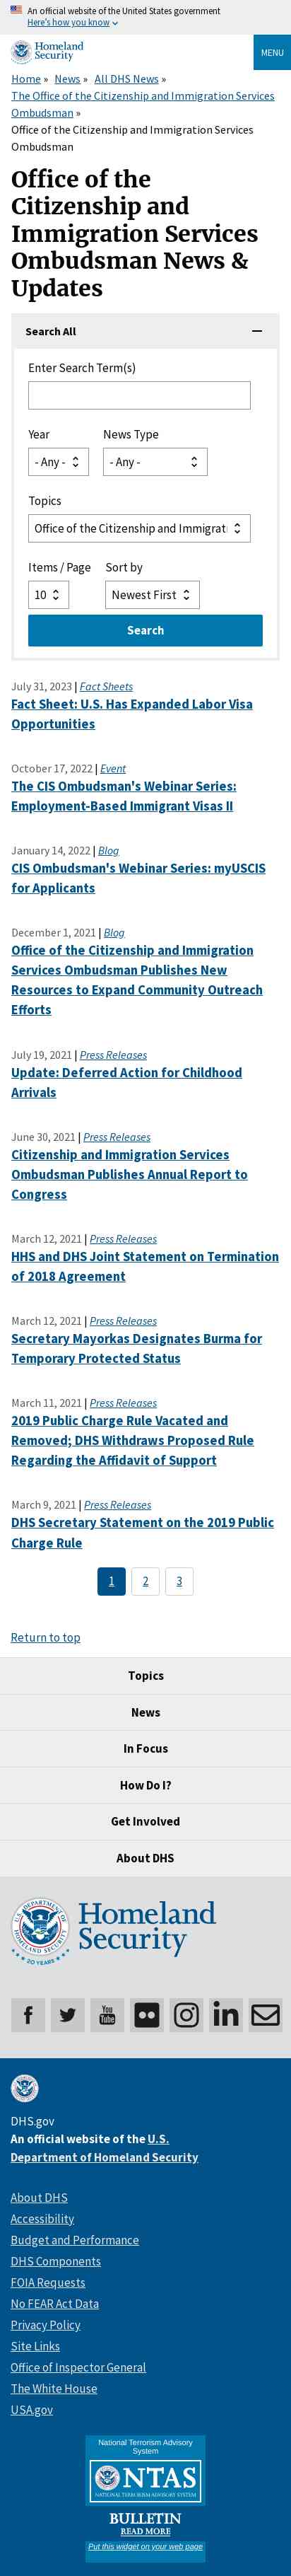 An official website of the United States government
Here's how you know
Homeland
Security
MENU
Home » News » All DHS News »
The Office of the Citizenship and Immigration Services
Ombudsman »
Office of the Citizenship and Immigration Services
Ombudsman
Office of the
Citizenship and
Immigration Services
Ombudsman News &
Updates
Search All
Enter Search Term(s)
Year News Type
- Any - - Any -
Topics
Office of the Citizenship and Immigrati
Items / Page Sort by
10 Newest First
Search
July 31, 2023 | Fact Sheets
Fact Sheet: U.S. Has Expanded Labor Visa
Opportunities
October 17, 2022 | Event
The CIS Ombudsman's Webinar Series:
Employment-Based Immigrant Visas II
January 14, 2022 | Blog
CIS Ombudsman's Webinar Series: myUSCIS
for Applicants
December 1, 2021 | Blog
Office of the Citizenship and Immigration
Services Ombudsman Publishes New
Resources to Expand Community Outreach
Efforts
July 19, 2021 | Press Releases
Update: Deferred Action for Childhood
Arrivals
June 30, 2021 | Press Releases
Citizenship and Immigration Services
Ombudsman Publishes Annual Report to
Congress
March 12, 2021 | Press Releases
HHS and DHS Joint Statement on Termination
of 2018 Agreement
March 12, 2021 | Press Releases
Secretary Mayorkas Designates Burma for
Temporary Protected Status
March 11, 2021 | Press Releases
2019 Public Charge Rule Vacated and
Removed; DHS Withdraws Proposed Rule
Regarding the Affidavit of Support
March 9, 2021 | Press Releases
DHS Secretary Statement on the 2019 Public
Charge Rule
1 2 3
Return to top
Topics
News
In Focus
How Do I?
Get Involved
About DHS
Homeland
Security
20 YEARS
You Tube
DHS.gov
An official website of the U.S.
Department of Homeland Security
About DHS
Accessibility
Budget and Performance
DHS Components
FOIA Requests
No FEAR Act Data
Privacy Policy
Site Links
Office of Inspector General
The White House
USA.gov
National Terrorism Advisory
System
NTAS
NATIONAL TERRORISM ADVISORY SYSTEM
BULLETIN
READ MORE
Put this widget on your web page